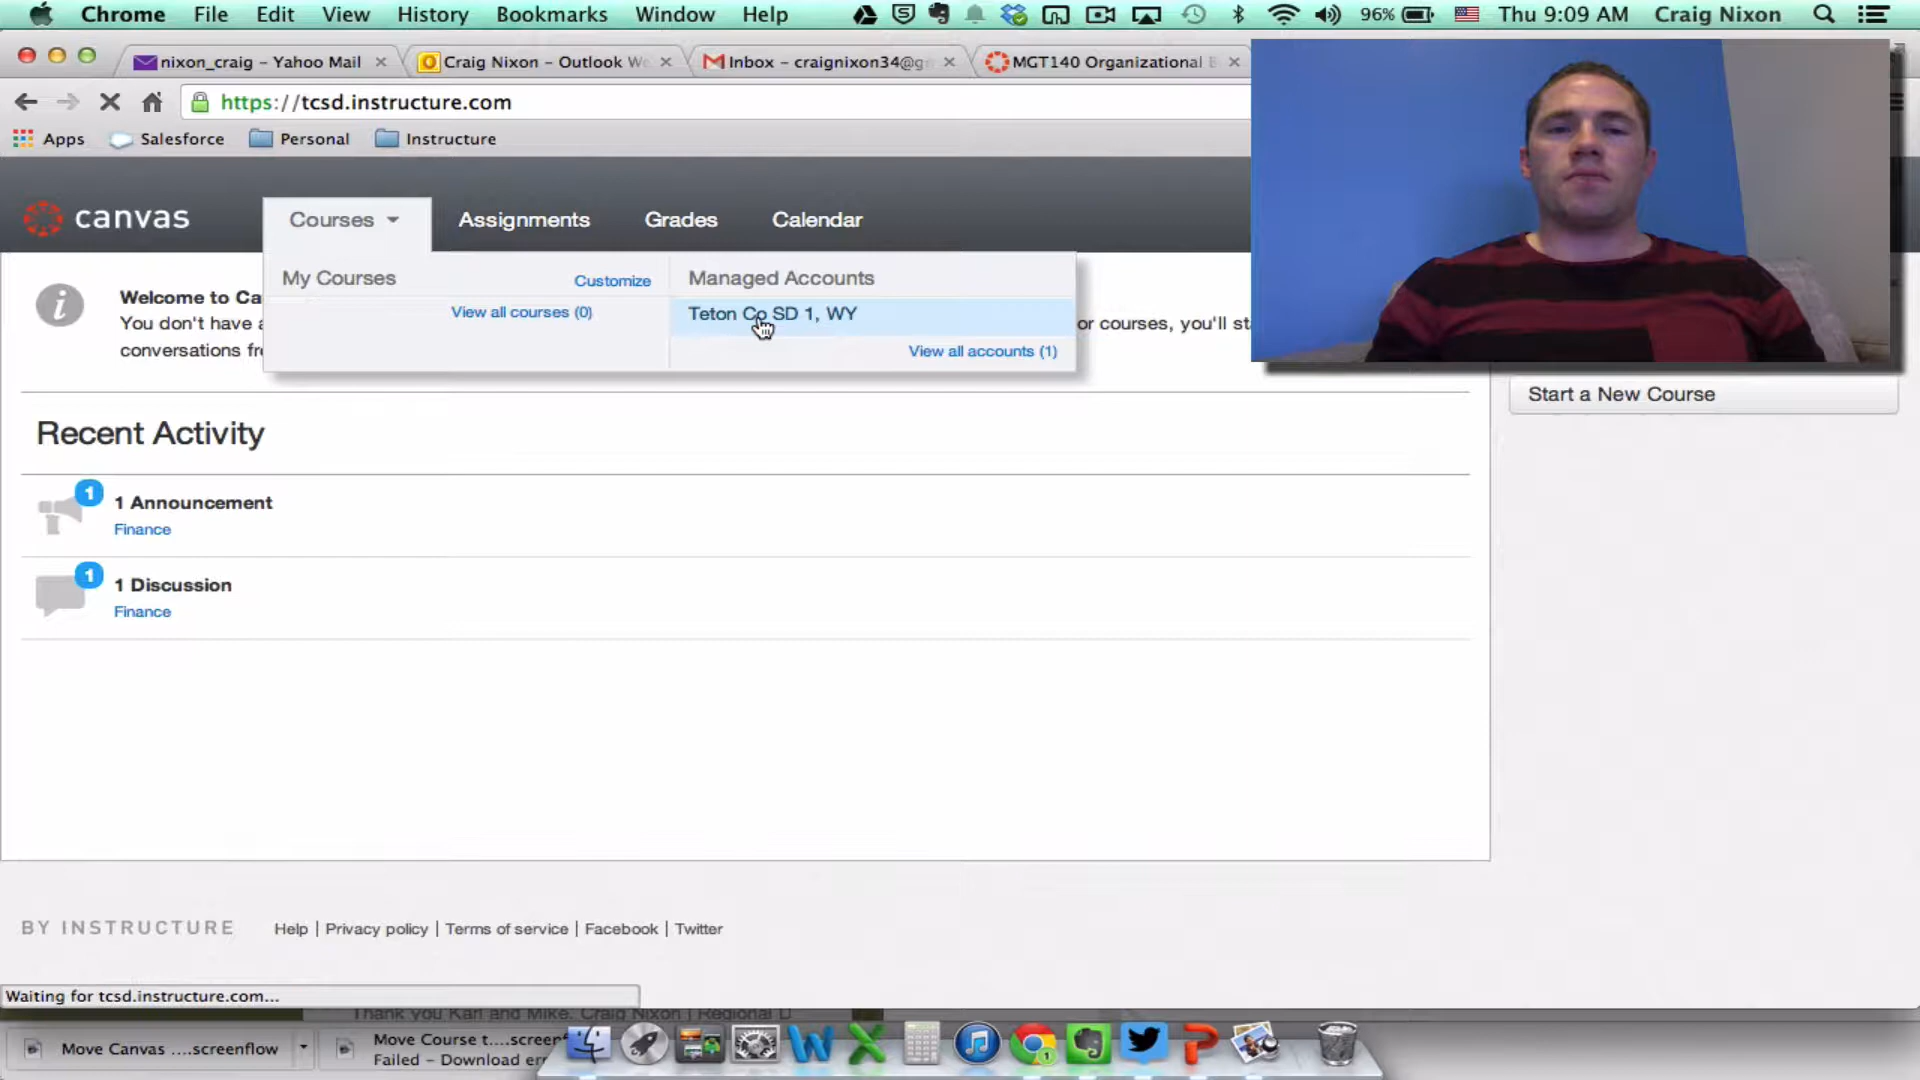 Chrome File Edit View History Bookmarks Window Help 96% Thu 9:09 AM Craig Nixon
nixon_craig – Yahoo Mail Craig Nixon – Outlook W Inbox – craignixon34@g MGT140 Organizational
https://tcsd.instructure.com
Apps Salesforce Personal Instructure
canvas Courses Assignments Grades Calendar
My Courses Customize Managed Accounts
View all courses (0) Teton Co SD 1, WY
View all accounts (1)
Welcome to Ca
You don't have a or courses, you'll st
conversations fr
Start a New Course
Recent Activity
1
1 Announcement
Finance
1
1 Discussion
Finance
BY INSTRUCTURE Help | Privacy policy | Terms of service | Facebook | Twitter
Waiting for tcsd.instructure.com...
Thank you Karl and Mike. Craig Nixon | Regional D
Move Canvas ....screenflow Move Course t....screen
Failed – Download err